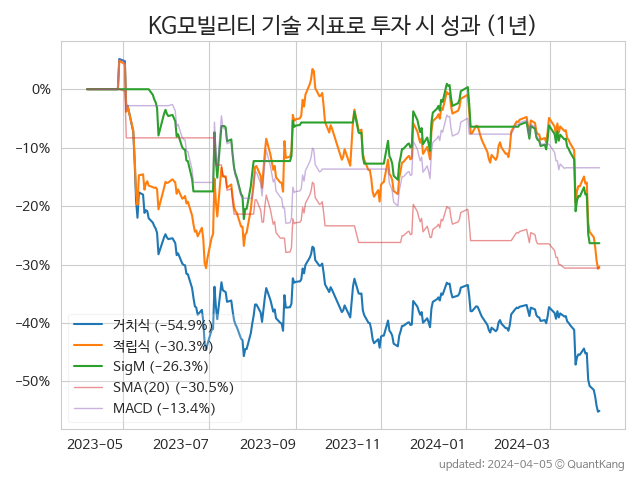 KG모빌리티 기술 지표로 투자 시 성과 (1년)
0%
−10%
−20%
−30%
−40%
−50%
거치식 (−54.9%)
적립식 (−30.3%)
SigM (−26.3%)
SMA(20) (−30.5%)
MACD (−13.4%)
2023−05
2023−07
2023−09
2023−11
2024−01
2024−03
updated: 2024−04−05 © QuantKang